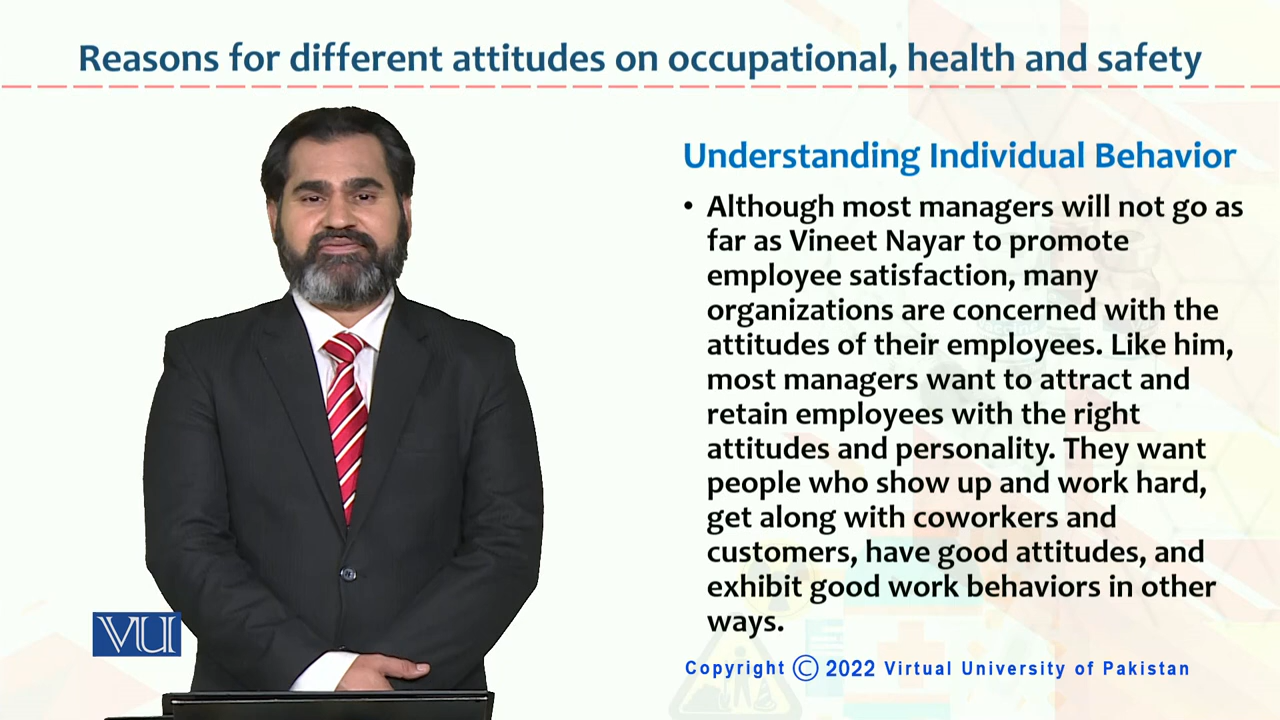 Reasons for different attitudes on occupational, health and safety
Understanding Individual Behavior
• Although most managers will not go as
far as Vineet Nayar to promote
employee satisfaction, many
organizations are concerned with the
attitudes of their employees. Like him,
most managers want to attract and
retain employees with the right
attitudes and personality. They want
people who show up and work hard,
get along with coworkers and
customers, have good attitudes, and
exhibit good work behaviors in other
ways.
VU
Copyright © 2022 Virtual University of Pakistan